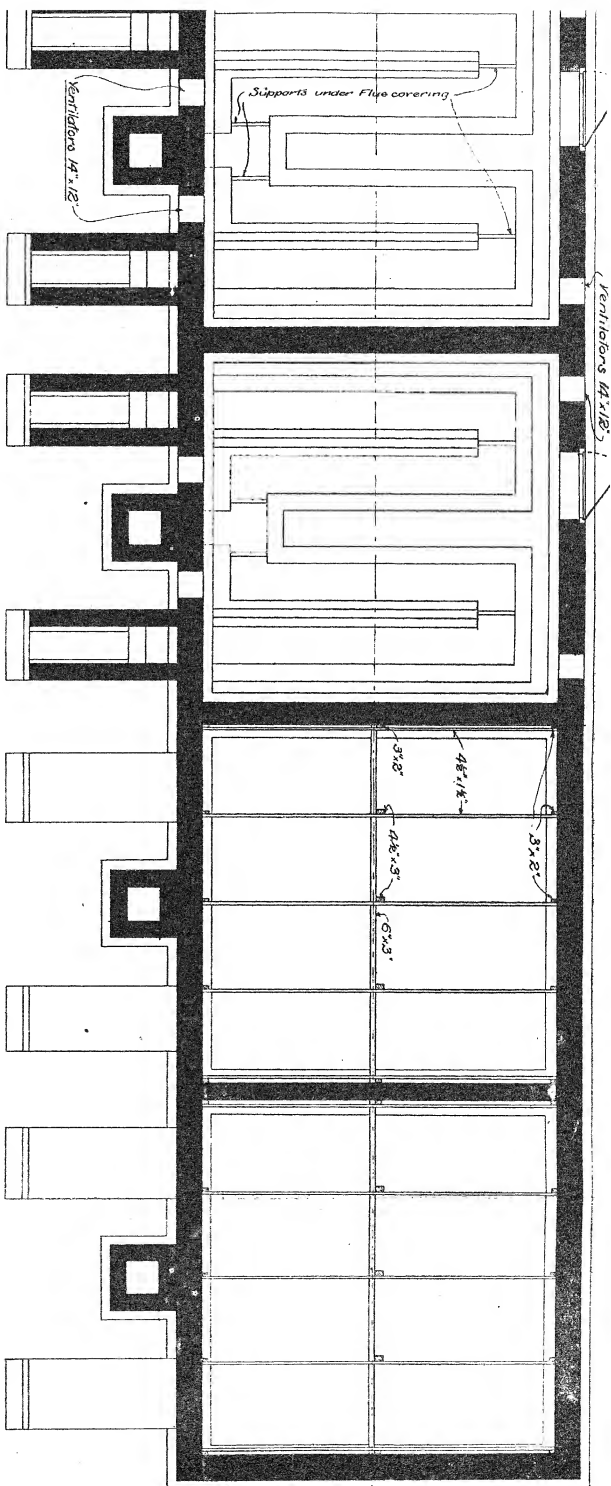 Ventilators 14"x12"
Supports under Flue covering
Ventilators 14"x12"
3"x2"
4½"x1½"
3"x2"
4½"x3"
6"x3"